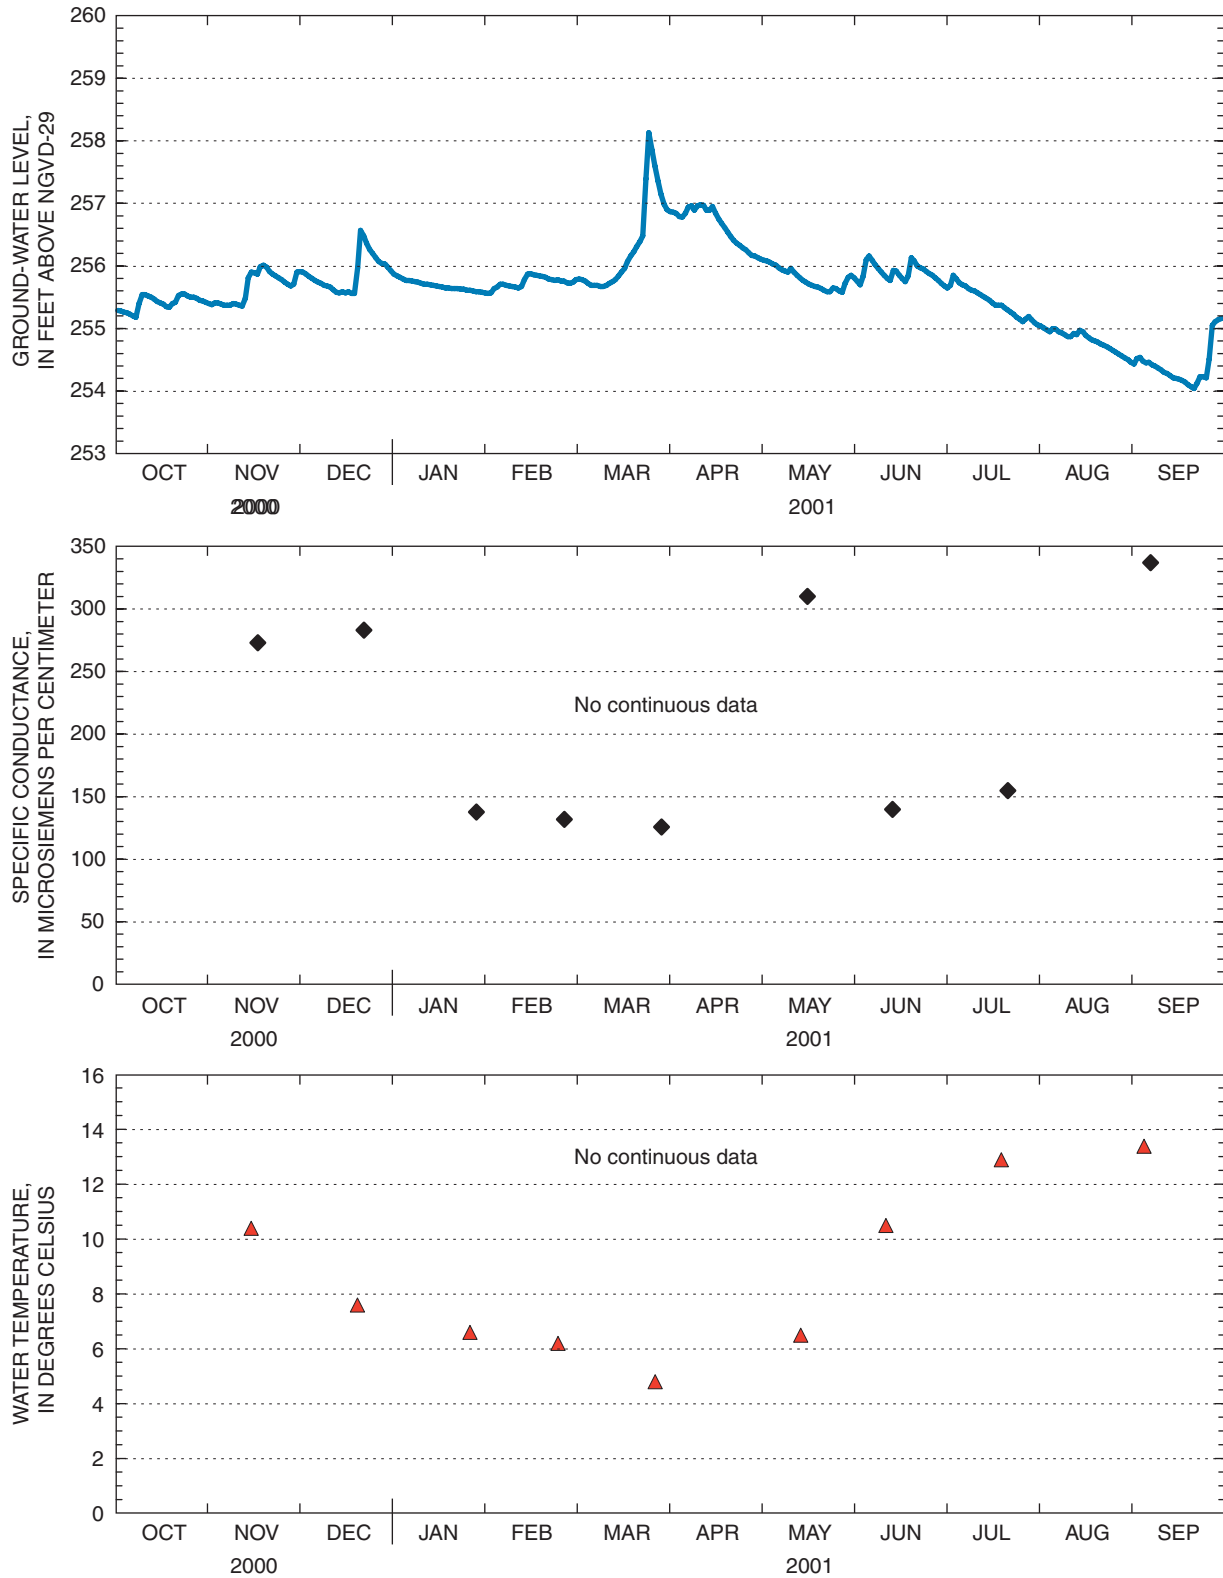 GROUND-WATER LEVEL,
IN FEET ABOVE NGVD-29
260
259
258
257
256
255
254
253
OCT NOV DEC JAN FEB MAR APR MAY JUN JUL AUG SEP
2000 2001
SPECIFIC CONDUCTANCE,
IN MICROSIEMENS PER CENTIMETER
350
300
250
200
150
100
50
0
No continuous data
OCT NOV DEC JAN FEB MAR APR MAY JUN JUL AUG SEP
2000 2001
WATER TEMPERATURE,
IN DEGREES CELSIUS
16
14
12
10
8
6
4
2
0
No continuous data
OCT NOV DEC JAN FEB MAR APR MAY JUN JUL AUG SEP
2000 2001